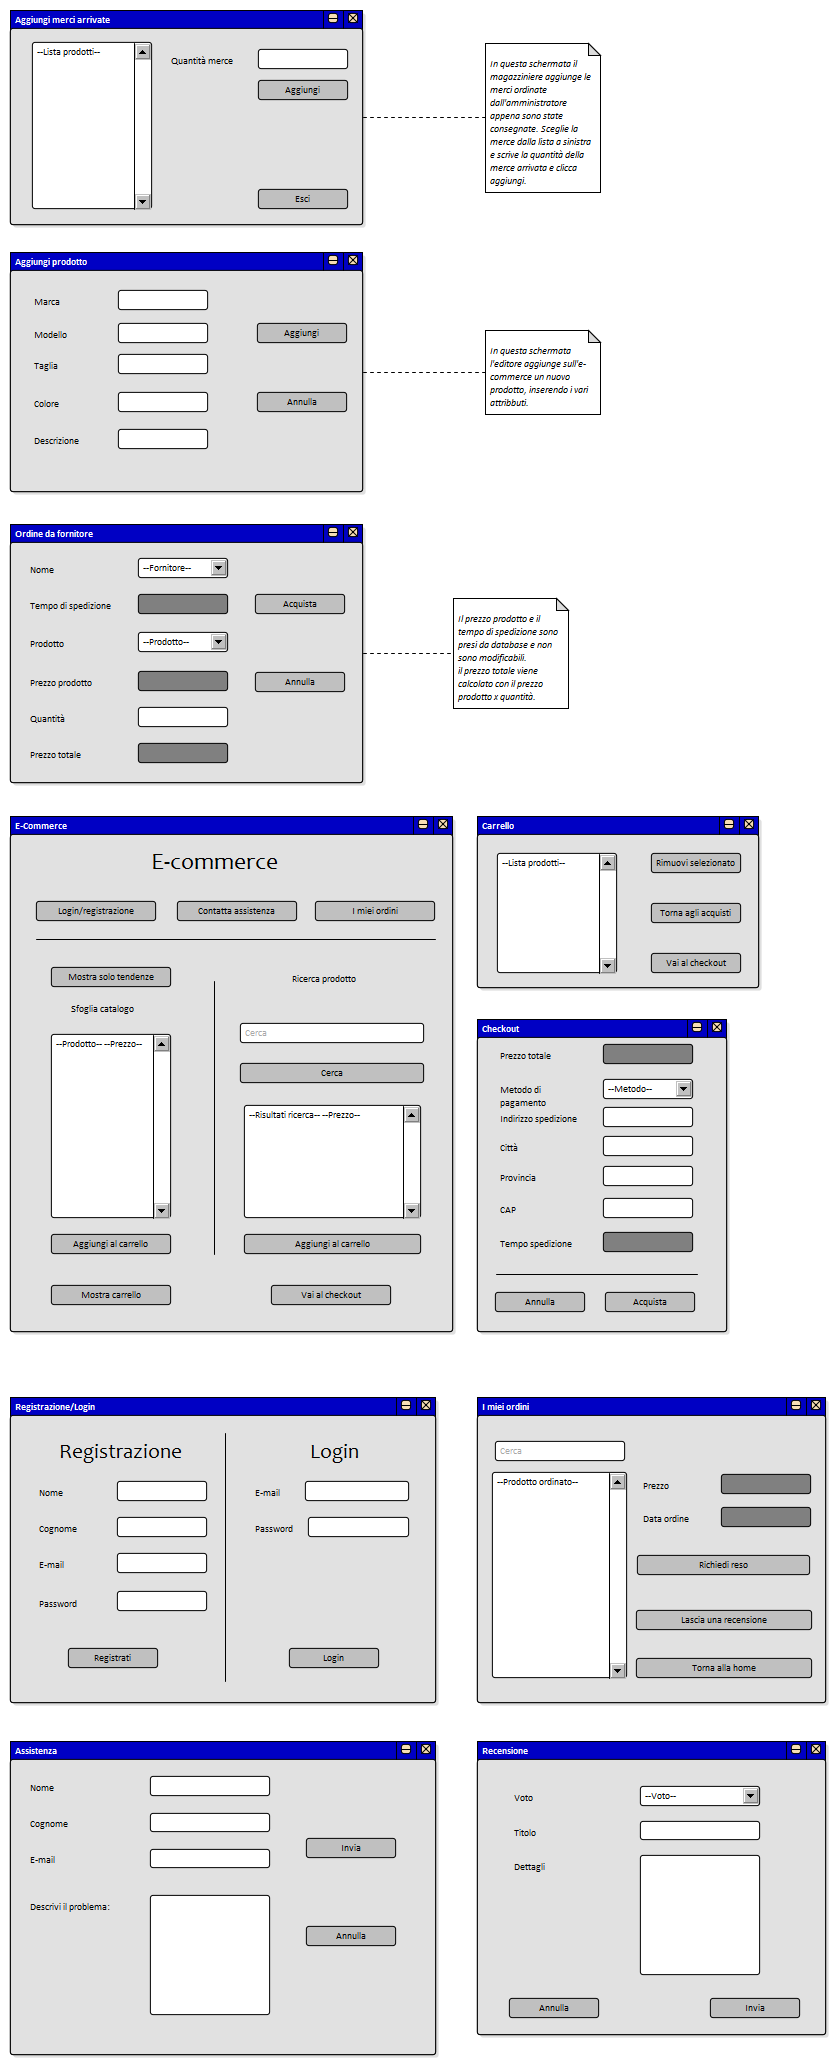 Aggiungi merci arrivate
--Lista prodotti--
Quantità merce
Aggiungi
Esci
In questa schermata il
magazziniere aggiunge le
merci ordinate
dall'amministratore
appena sono state
consegnate. Sceglie la
merce dalla lista a sinistra
e scrive la quantità della
merce arrivata e clicca
aggiungi.
Aggiungi prodotto
Marca
Modello
Aggiungi
Taglia
Colore
Annulla
Descrizione
In questa schermata
l'editore aggiunge sull'e-
commerce un nuovo
prodotto, inserendo i vari
attribbuti.
Ordine da fornitore
Nome
--Fornitore--
Tempo di spedizione
Acquista
Prodotto
--Prodotto--
Prezzo prodotto
Annulla
Quantità
Prezzo totale
Il prezzo prodotto e il
tempo di spedizione sono
presi da database e non
sono modificabili.
il prezzo totale viene
calcolato con il prezzo
prodotto x quantità.
E-Commerce
E-commerce
Login/registrazione
Contatta assistenza
I miei ordini
Mostra solo tendenze
Ricerca prodotto
Sfoglia catalogo
Cerca
--Prodotto-- --Prezzo--
Cerca
--Risultati ricerca-- --Prezzo--
Aggiungi al carrello
Aggiungi al carrello
Mostra carrello
Vai al checkout
Carrello
--Lista prodotti--
Rimuovi selezionato
Torna agli acquisti
Vai al checkout
Checkout
Prezzo totale
Metodo di
pagamento
--Metodo--
Indirizzo spedizione
Città
Provincia
CAP
Tempo spedizione
Annulla
Acquista
Registrazione/Login
Registrazione
Login
Nome
E-mail
Cognome
Password
E-mail
Password
Registrati
Login
I miei ordini
Cerca
--Prodotto ordinato--
Prezzo
Data ordine
Richiedi reso
Lascia una recensione
Torna alla home
Assistenza
Nome
Cognome
Invia
E-mail
Descrivi il problema:
Annulla
Recensione
Voto
--Voto--
Titolo
Dettagli
Annulla
Invia